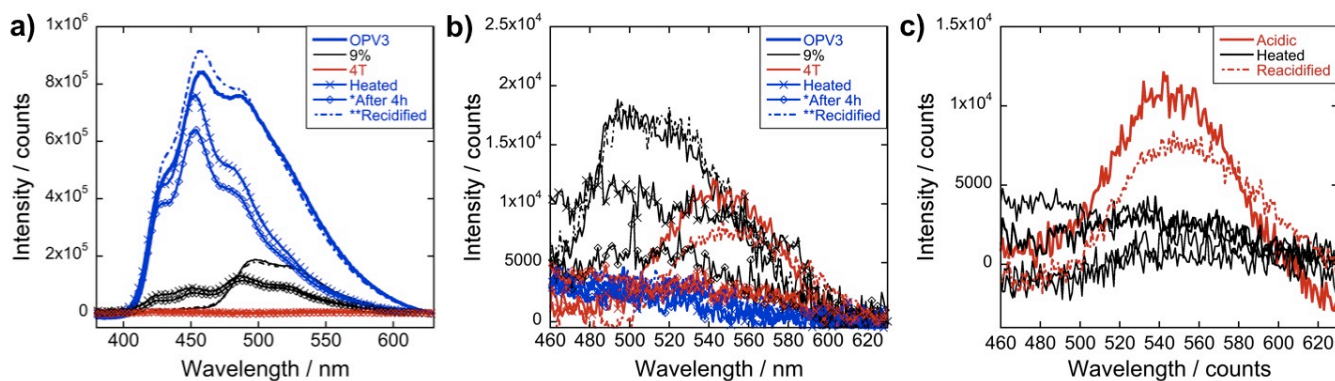 a)
Intensity / counts
1x10⁶
8x10⁵
6x10⁵
4x10⁵
2x10⁵
0
400
450
500
550
600
Wavelength / nm
OPV3
9%
4T
Heated
*After 4h
**Recidified
b)
Intensity / counts
2.5x10⁴
2x10⁴
1.5x10⁴
1x10⁴
5000
0
460
480
500
520
540
560
580
600
620
Wavelength / nm
OPV3
9%
4T
Heated
*After 4h
**Recidified
c)
Intensity / counts
1.5x10⁴
1x10⁴
5000
0
460
480
500
520
540
560
580
600
620
Wavelength / counts
Acidic
Heated
Reacidified